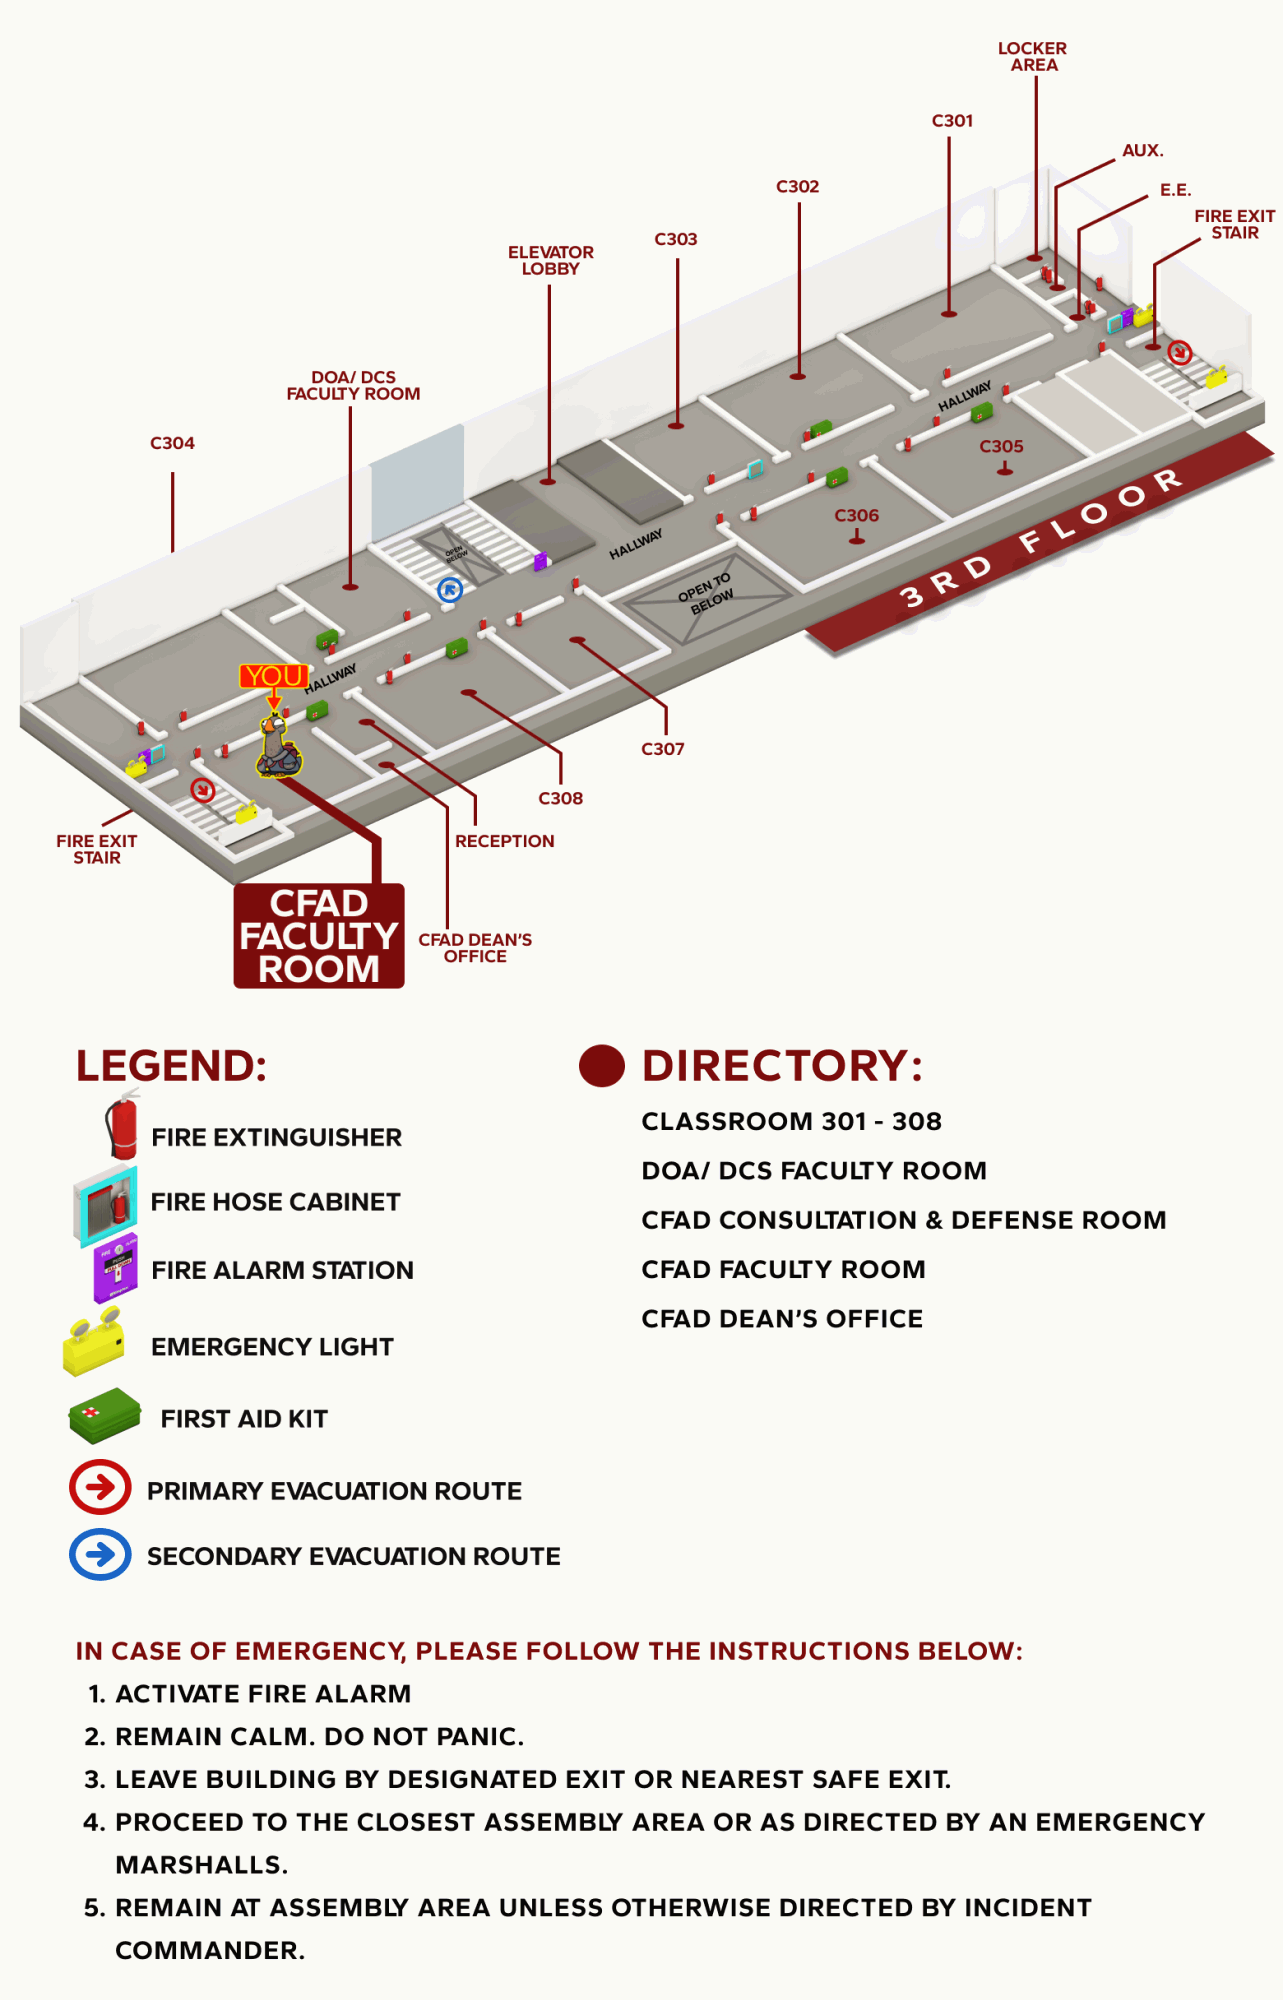 LOCKER
AREA
C301
AUX.
C302
E.E.
FIRE EXIT
STAIR
C303
ELEVATOR
LOBBY
DOA/ DCS
FACULTY ROOM
C304
HALLWAY
C305
C306
3RD FLOOR
OPEN
BELOW
HALLWAY
OPEN TO
BELOW
YOU
HALLWAY
C307
C308
FIRE EXIT
STAIR
RECEPTION
CFAD
FACULTY
ROOM
CFAD DEAN'S
OFFICE
LEGEND:
FIRE EXTINGUISHER
FIRE HOSE CABINET
FIRE ALARM STATION
EMERGENCY LIGHT
FIRST AID KIT
PRIMARY EVACUATION ROUTE
SECONDARY EVACUATION ROUTE
DIRECTORY:
CLASSROOM 301 - 308
DOA/ DCS FACULTY ROOM
CFAD CONSULTATION & DEFENSE ROOM
CFAD FACULTY ROOM
CFAD DEAN'S OFFICE
IN CASE OF EMERGENCY, PLEASE FOLLOW THE INSTRUCTIONS BELOW:
1. ACTIVATE FIRE ALARM
2. REMAIN CALM. DO NOT PANIC.
3. LEAVE BUILDING BY DESIGNATED EXIT OR NEAREST SAFE EXIT.
4. PROCEED TO THE CLOSEST ASSEMBLY AREA OR AS DIRECTED BY AN EMERGENCY
MARSHALLS.
5. REMAIN AT ASSEMBLY AREA UNLESS OTHERWISE DIRECTED BY INCIDENT
COMMANDER.